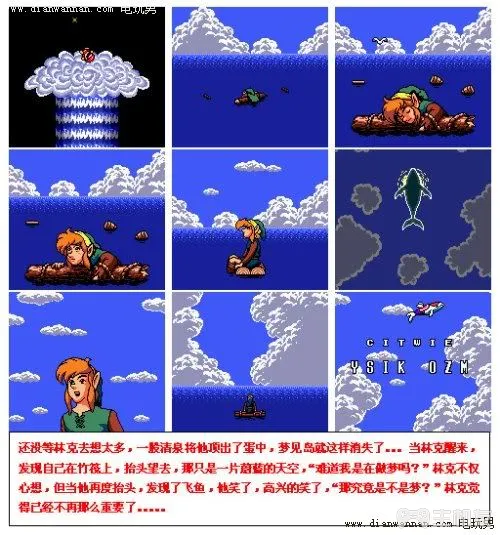 www.dianwannan.com 电玩男
CITWIE
YSIK OZM
还没等林克去想太多，一股清泉将他顶出了蛋中，梦见岛就这样消失了... 当林克醒来，
发现自己在竹筏上，抬头望去，那只是一片蔚蓝的天空，“难道我是在做梦吗？”林克不仅
心想，但当他再度抬头，发现了飞鱼，他笑了，高兴的笑了，“那究竟是不是梦？”林克觉
得已经不再那么重要了.....
www.dianwannan.com 电玩男